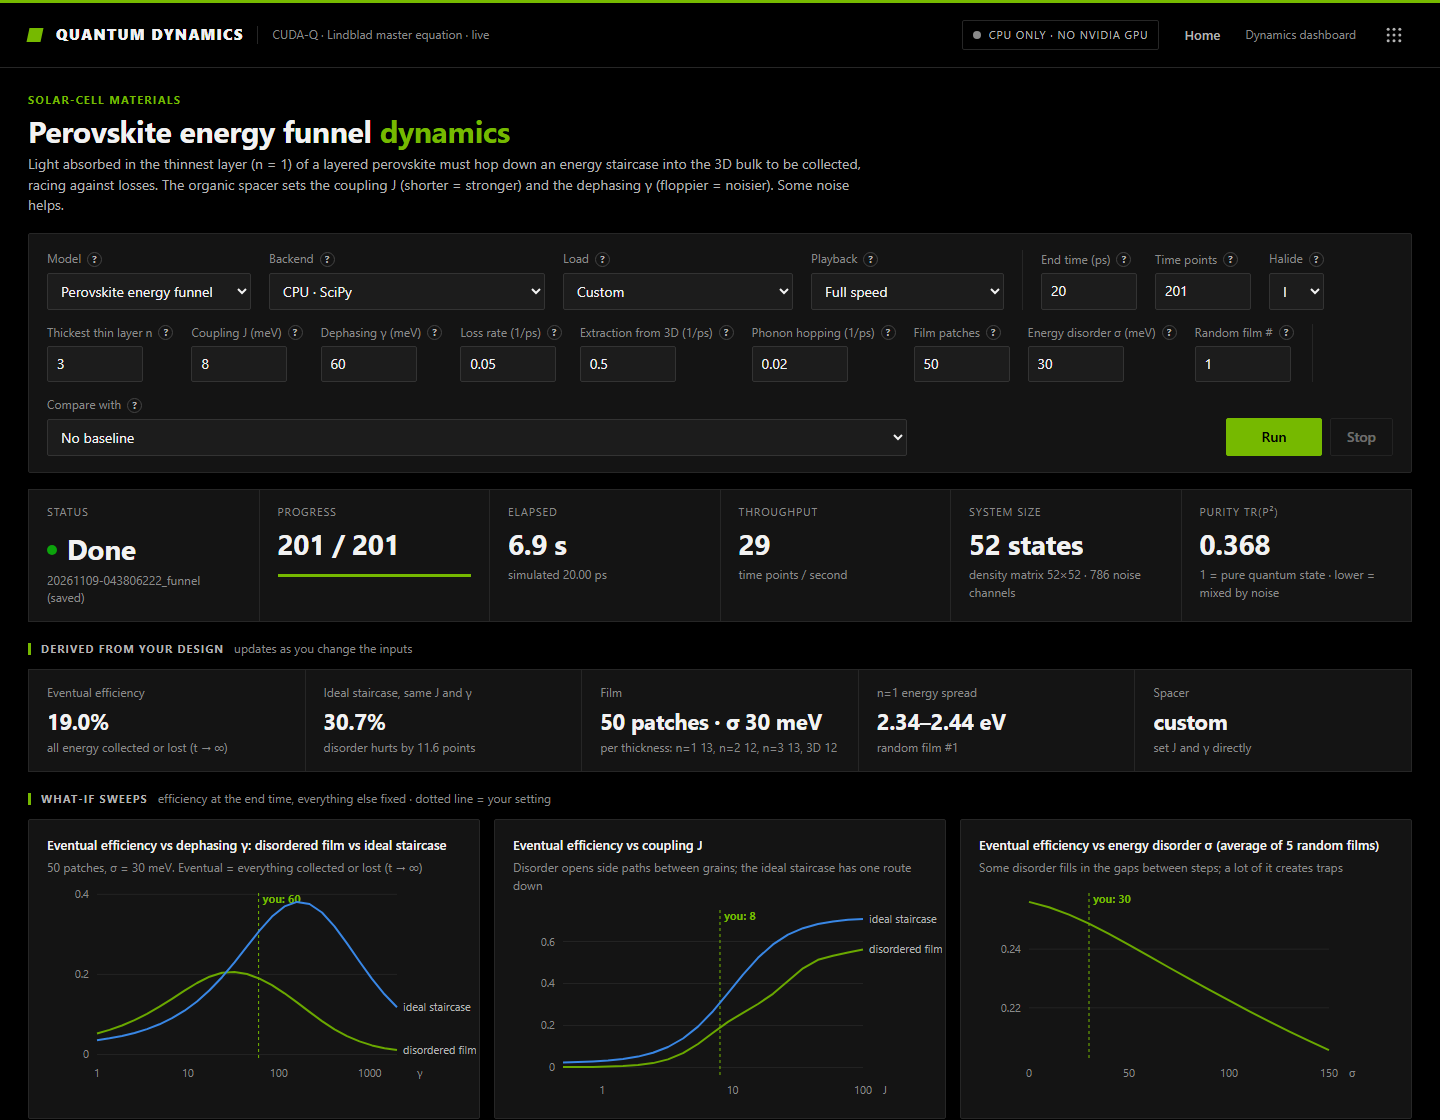 QUANTUM DYNAMICS
CUDA-Q · Lindblad master equation · live
CPU ONLY · NO NVIDIA GPU
Home
Dynamics dashboard
SOLAR-CELL MATERIALS
Perovskite energy funnel dynamics
Light absorbed in the thinnest layer (n = 1) of a layered perovskite must hop down an energy staircase into the 3D bulk to be collected,
racing against losses. The organic spacer sets the coupling J (shorter = stronger) and the dephasing γ (floppier = noisier). Some noise
helps.
Model ?
Backend ?
Load ?
Playback ?
End time (ps) ?
Time points ?
Halide ?
Perovskite energy funnel
CPU · SciPy
Custom
Full speed
20
201
I
Thickest thin layer n ?
Coupling J (meV) ?
Dephasing γ (meV) ?
Loss rate (1/ps) ?
Extraction from 3D (1/ps) ?
Phonon hopping (1/ps) ?
Film patches ?
Energy disorder σ (meV) ?
Random film # ?
3
8
60
0.05
0.5
0.02
50
30
1
Compare with ?
No baseline
Run
Stop
STATUS
Done
20261109-043806222_funnel
(saved)
PROGRESS
201 / 201
ELAPSED
6.9 s
simulated 20.00 ps
THROUGHPUT
29
time points / second
SYSTEM SIZE
52 states
density matrix 52×52 · 786 noise
channels
PURITY TR(Ρ²)
0.368
1 = pure quantum state · lower =
mixed by noise
DERIVED FROM YOUR DESIGN
updates as you change the inputs
Eventual efficiency
19.0%
all energy collected or lost (t → ∞)
Ideal staircase, same J and γ
30.7%
disorder hurts by 11.6 points
Film
50 patches · σ 30 meV
per thickness: n=1 13, n=2 12, n=3 13, 3D 12
n=1 energy spread
2.34–2.44 eV
random film #1
Spacer
custom
set J and γ directly
WHAT-IF SWEEPS
efficiency at the end time, everything else fixed · dotted line = your setting
Eventual efficiency vs dephasing γ: disordered film vs ideal staircase
50 patches, σ = 30 meV. Eventual = everything collected or lost (t → ∞)
0.4
you: 60
0.2
ideal staircase
disordered film
0
1
10
100
1000
γ
Eventual efficiency vs coupling J
Disorder opens side paths between grains; the ideal staircase has one route
down
you: 8
ideal staircase
0.6
disordered film
0.4
0.2
0
1
10
100
J
Eventual efficiency vs energy disorder σ (average of 5 random films)
Some disorder fills in the gaps between steps; a lot of it creates traps
you: 30
0.24
0.22
0
50
100
150
σ